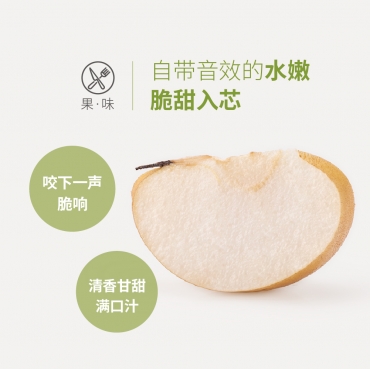 果·味
自带音效的水嫩
脆甜入芯
咬下一声
脆响
清香甘甜
满口汁